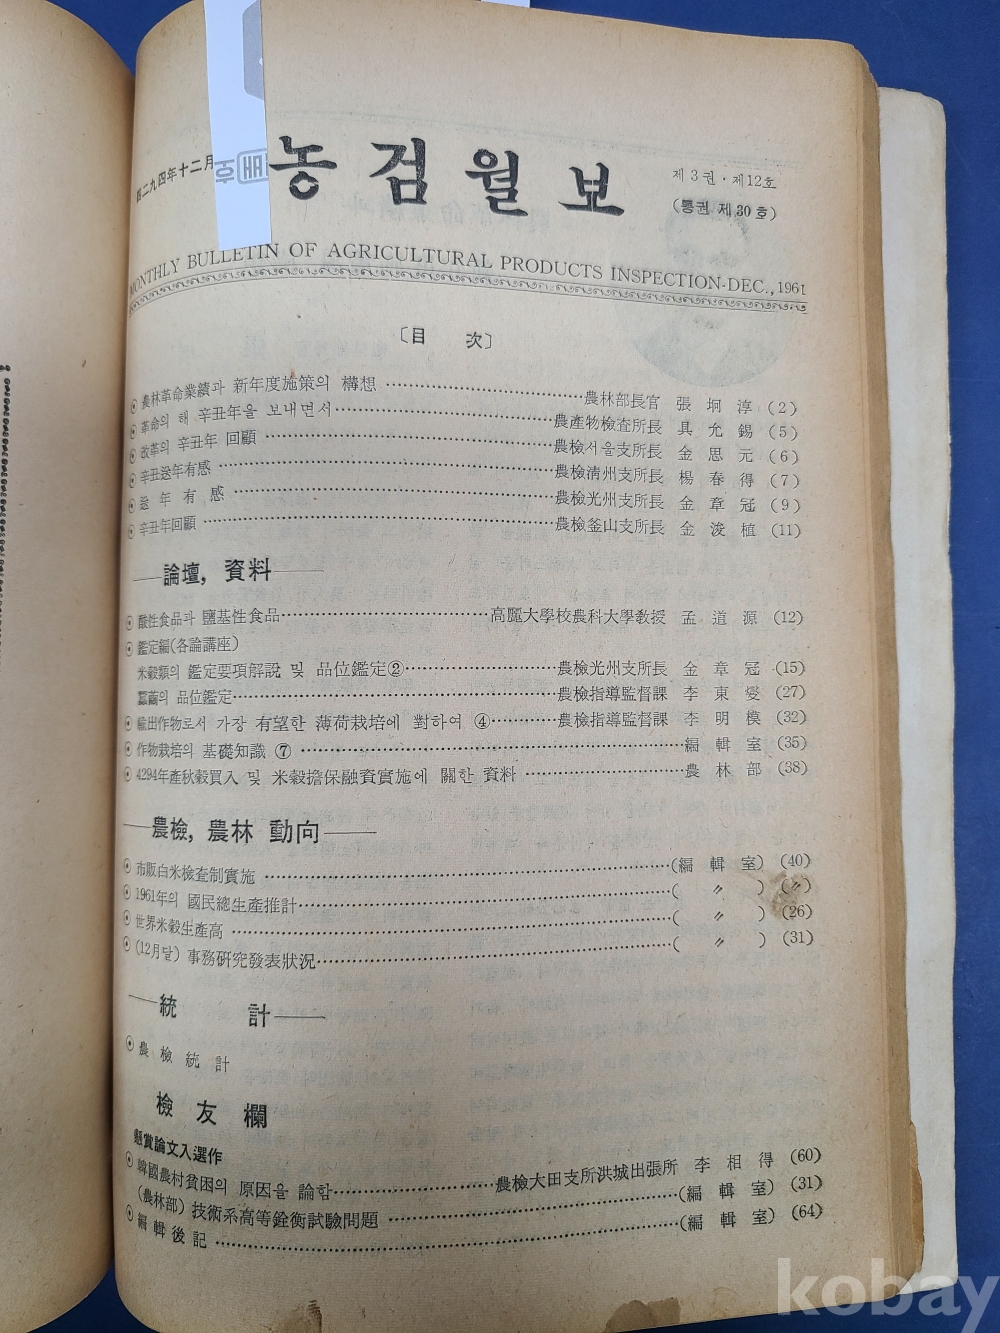 四二九四年十二月
농검월보
제3권·제12호
(통권 제30호)
MONTHLY BULLETIN OF AGRICULTURAL PRODUCTS INSPECTION-DEC., 1961
〔目 次〕
⊙ 農林革命業績과 新年度施策의 構想……農林部長官 張坰淳 (2)
⊙ 革命의 해 辛丑年을 보내면서……農產物檢査所長 具允錫 (5)
⊙ 改革의 辛丑年 回顧……農檢서울支所長 金思元 (6)
⊙ 辛丑送年有感……農檢淸州支所長 楊春得 (7)
⊙ 送年有感……農檢光州支所長 金章冠 (9)
⊙ 辛丑年回顧……農檢釜山支所長 金浚植 (11)
論壇, 資料
⊙ 酸性食品과 鹽基性食品……高麗大學校農科大學敎授 孟道源 (12)
⊙ 鑑定編(各論講座)
米穀類의 鑑定要項解說 및 品位鑑定②……農檢光州支所長 金章冠 (15)
蠶繭의 品位鑑定……農檢指導監督課 李東燮 (27)
⊙ 輸出作物로서 가장 有望한 薄荷栽培에 對하여 ④……農檢指導監督課 李明模 (32)
⊙ 作物栽培의 基礎知識 ⑦……編輯室 (35)
⊙ 4294年產秋穀買入 및 米穀擔保融資實施에 關한 資料……農林部 (38)
農檢, 農林 動向
⊙ 市販白米檢査制實施……(編輯室) (40)
⊙ 1961年의 國民總生產推計……( 〃 ) (〃)
⊙ 世界米穀生產高……( 〃 ) (26)
⊙ (12月달) 事務硏究發表狀況……( 〃 ) (31)
統 計
⊙ 農檢統計
檢友欄
懸賞論文入選作
⊙ 韓國農村貧困의 原因을 論함……農檢大田支所洪城出張所 李相得 (60)
(農林部) 技術系高等銓衡試驗問題……(編輯室) (31)
⊙ 編輯後記……(編輯室) (64)
kobay